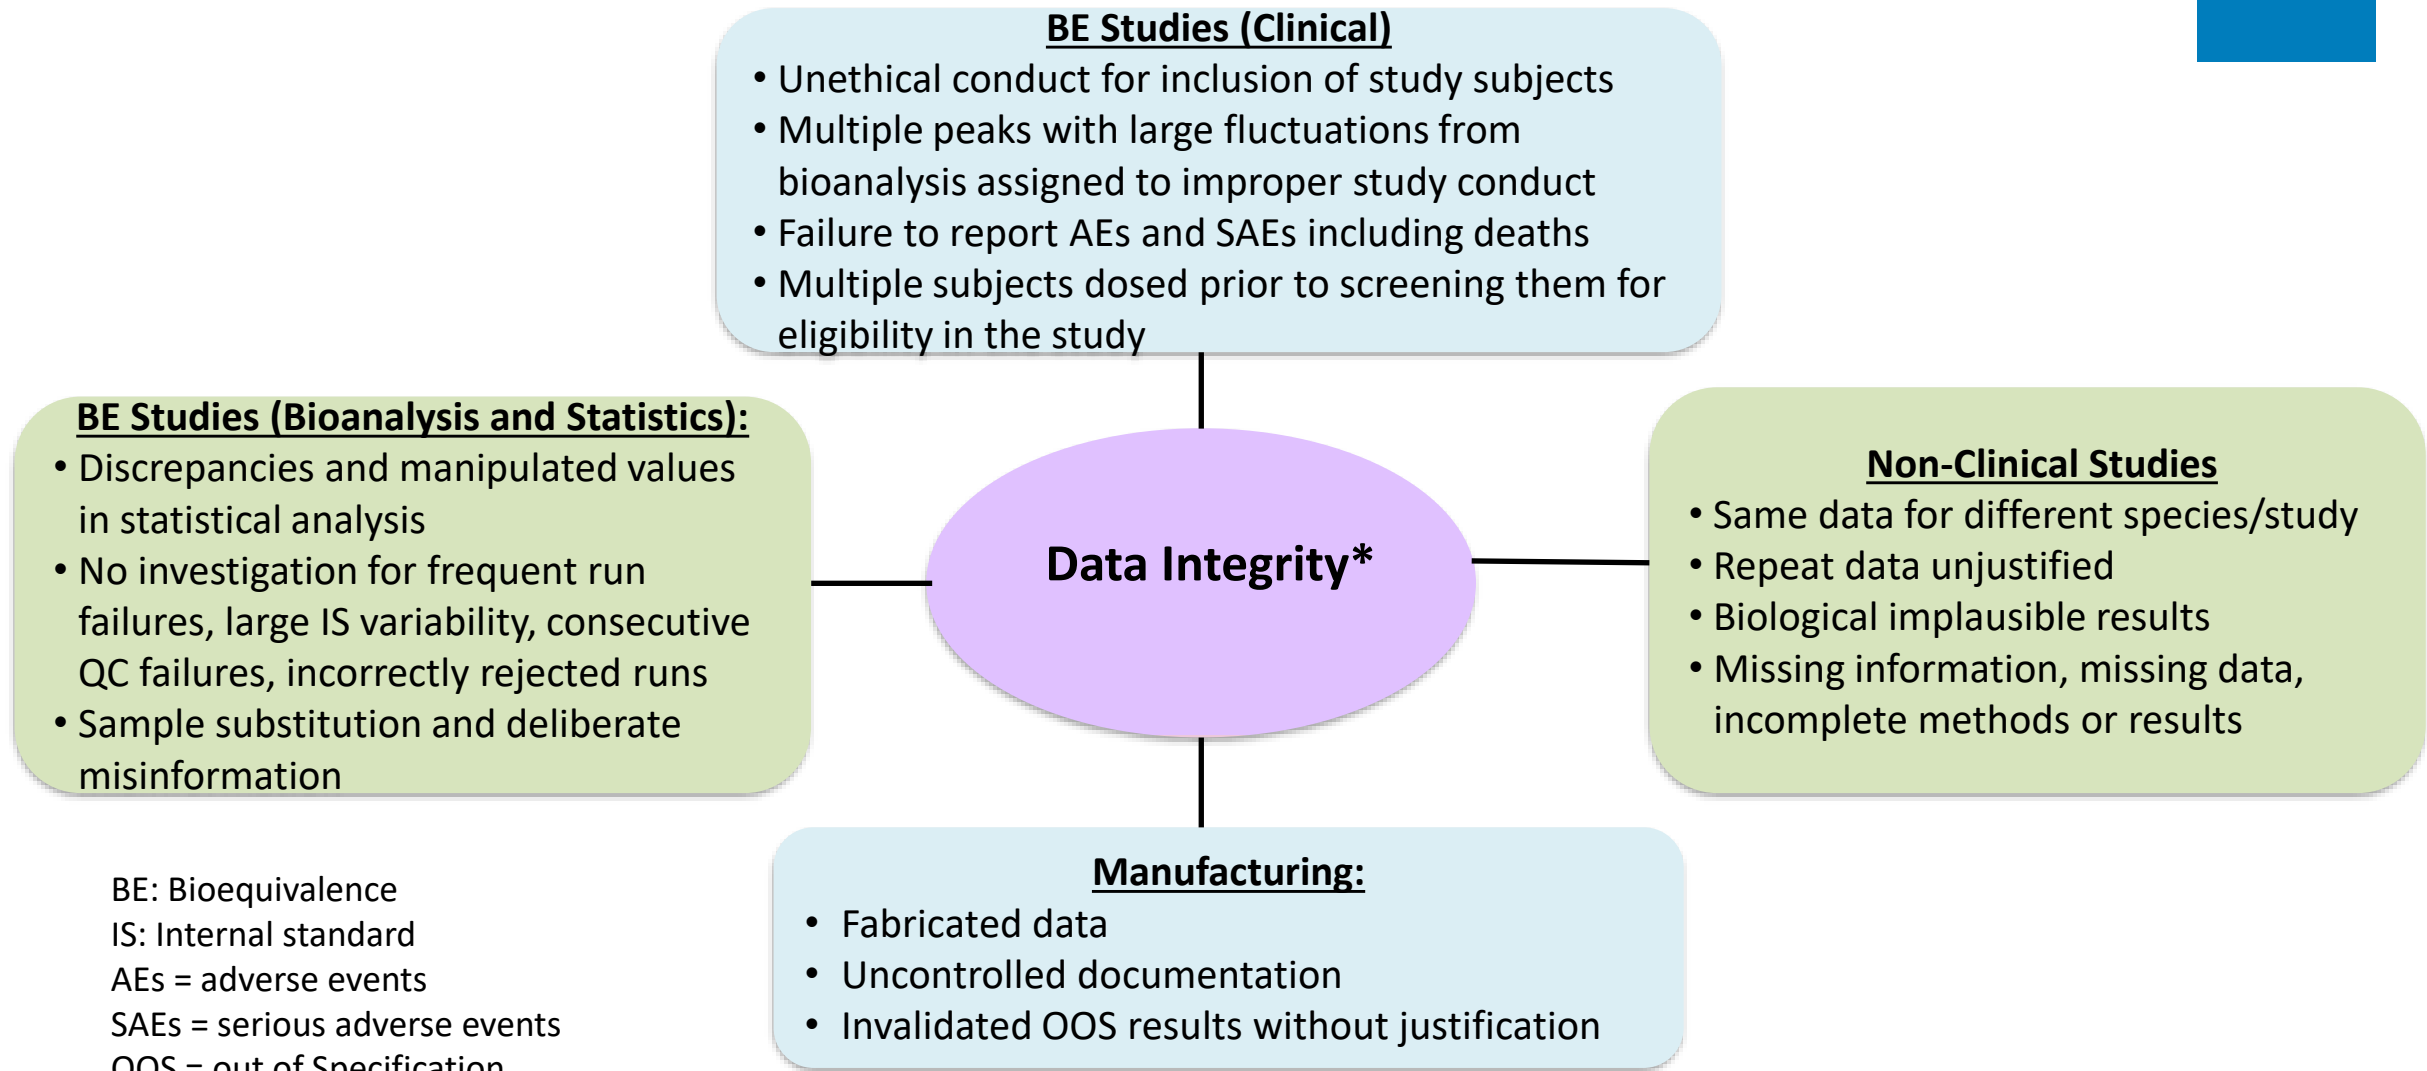 BE Studies (Clinical)
• Unethical conduct for inclusion of study subjects
• Multiple peaks with large fluctuations from
bioanalysis assigned to improper study conduct
• Failure to report AEs and SAEs including deaths
• Multiple subjects dosed prior to screening them for
eligibility in the study
BE Studies (Bioanalysis and Statistics):
• Discrepancies and manipulated values
in statistical analysis
• No investigation for frequent run
failures, large IS variability, consecutive
QC failures, incorrectly rejected runs
• Sample substitution and deliberate
misinformation
Data Integrity*
Non-Clinical Studies
• Same data for different species/study
• Repeat data unjustified
• Biological implausible results
• Missing information, missing data,
incomplete methods or results
Manufacturing:
• Fabricated data
• Uncontrolled documentation
• Invalidated OOS results without justification
BE: Bioequivalence
IS: Internal standard
AEs = adverse events
SAEs = serious adverse events
OOS = out of Specification